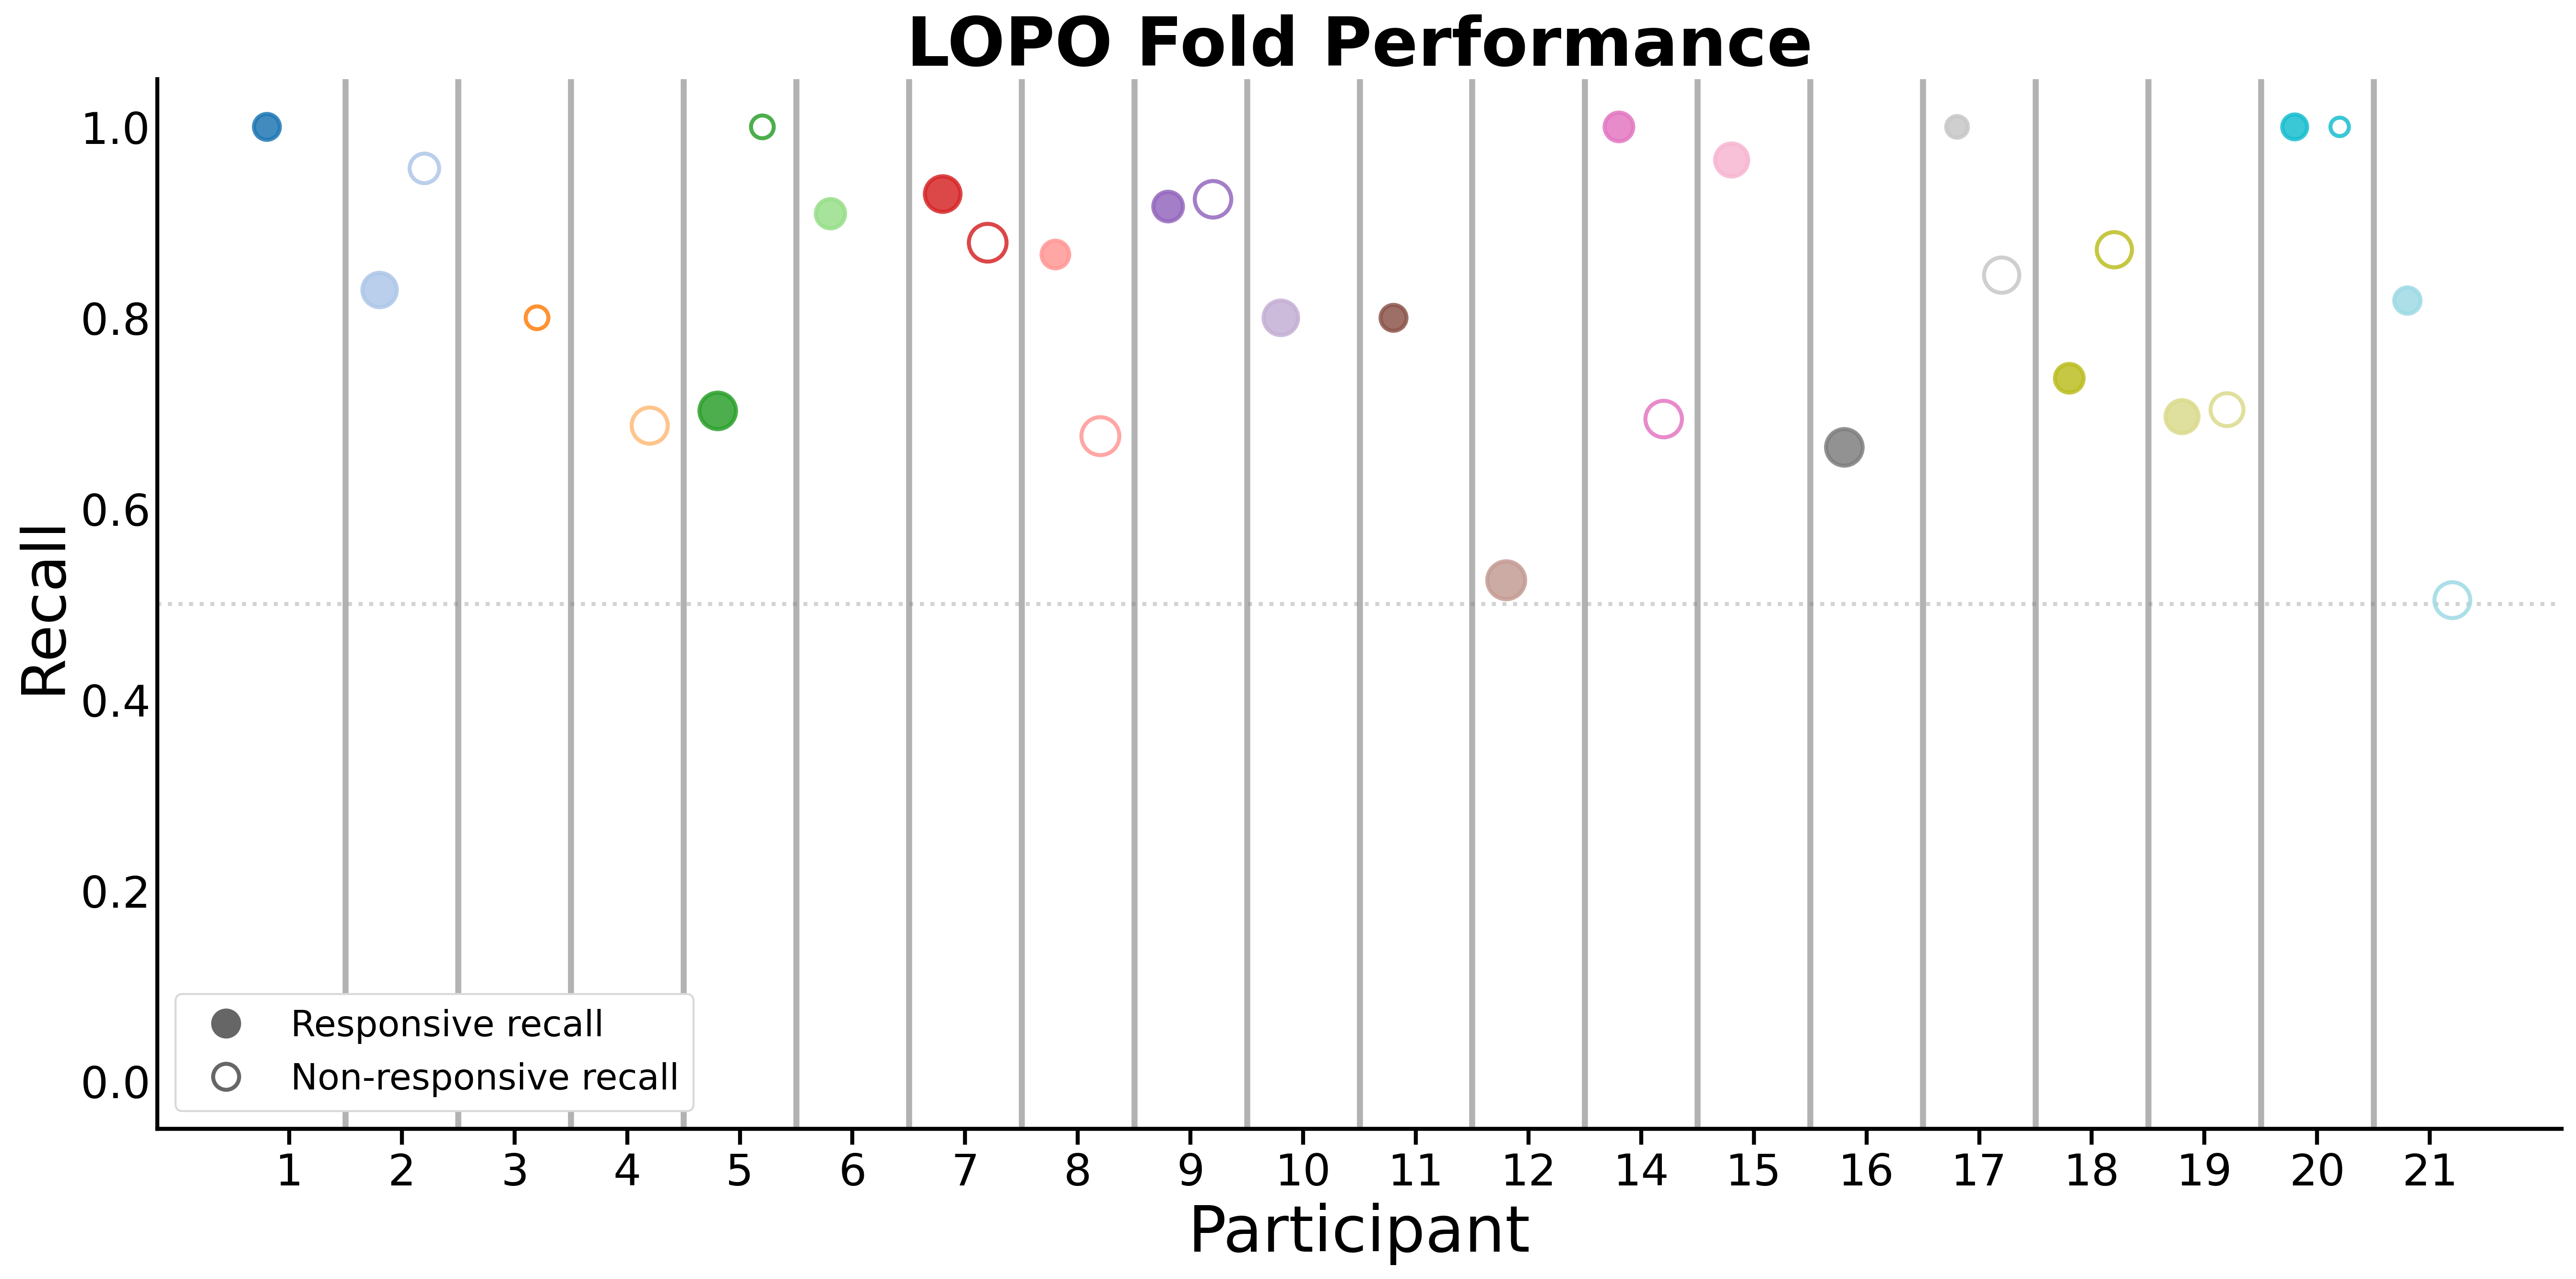 LOPO Fold Performance
1.0
0.8
0.6
0.4
0.2
0.0
Recall
Responsive recall
Non-responsive recall
1 2 3 4 5 6 7 8 9 10 11 12 14 15 16 17 18 19 20 21
Participant